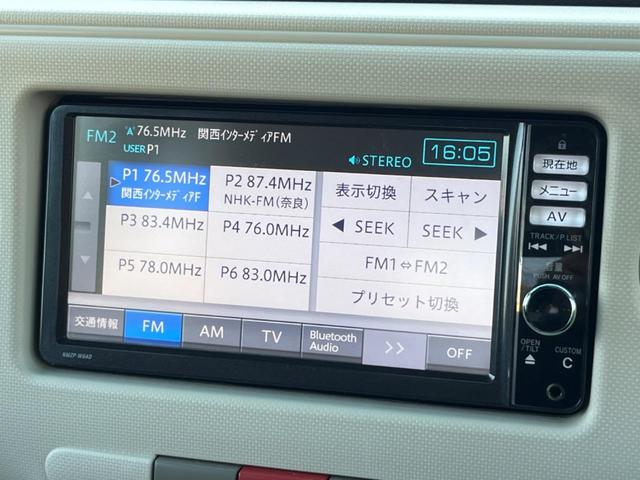 FM2 A 76.5MHz 関西ｲﾝﾀｰﾒﾃﾞｨｱFM
USER P1
STEREO 16:05
P1 76.5MHz
関西ｲﾝﾀｰﾒﾃﾞｨｱF
P2 87.4MHz
NHK-FM(奈良)
P3 83.4MHz
P4 76.0MHz
P5 78.0MHz
P6 83.0MHz
表示切換
スキャン
◀ SEEK
SEEK ▶
FM1⇔FM2
プリセット切換
交通情報
FM
AM
TV
Bluetooth
Audio
>>
OFF
現在地
メニュー
AV
TRACK/P.LIST
音量
PUSH AV OFF
OPEN
/TILT
CUSTOM
C
NMZP-W64D